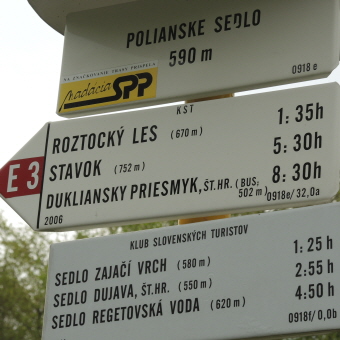 POLIANSKE SEDLO
590 m
NA ZNAČKOVANIE TRASY PRISPELA
Nadácia SPP
0918 e
KST
ROZTOCKÝ LES (670 m) 1:35h
STAVOK (752 m) 5:30h
DUKLIANSKY PRIESMYK, ŠT.HR. (BUS, 502 m) 8:30h
E 3
2006
0918e/32,0a
KLUB SLOVENSKÝCH TURISTOV
SEDLO ZAJAČÍ VRCH (580 m) 1:25 h
SEDLO DUJAVA, ŠT.HR. (550 m) 2:55 h
SEDLO REGETOVSKÁ VODA (620 m) 4:50 h
0918f/0,0b